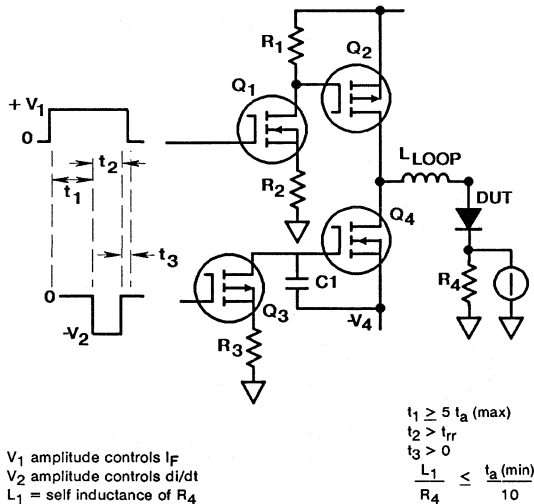 R1
Q2
Q1
+ V1
0
LLOOP
t2
t1
R2
DUT
Q4
t3
R4
0
C1
Q3
-V4
-V2
R3
t1 ≥ 5 ta (max)
t2 > trr
t3 > 0
L1/R4 ≤ ta (min)/10
V1 amplitude controls IF
V2 amplitude controls di/dt
L1 = self inductance of R4